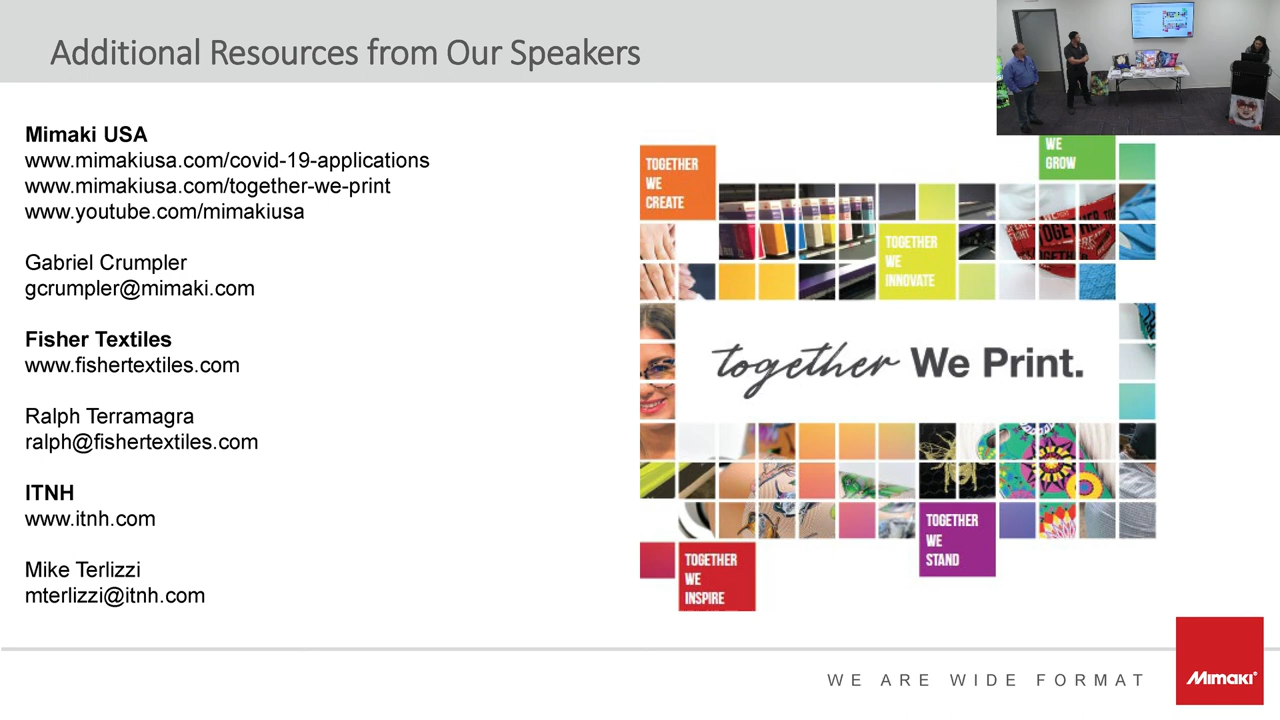 Additional Resources from Our Speakers
Mimaki USA
www.mimakiusa.com/covid-19-applications
www.mimakiusa.com/together-we-print
www.youtube.com/mimakiusa
Gabriel Crumpler
gcrumpler@mimaki.com
Fisher Textiles
www.fishertextiles.com
Ralph Terramagra
ralph@fishertextiles.com
ITNH
www.itnh.com
Mike Terlizzi
mterlizzi@itnh.com
TOGETHER
WE
CREATE
WE
GROW
TOGETHER
WE
INNOVATE
together We Print.
TOGETHER
WE
STAND
TOGETHER
WE
INSPIRE
WE ARE WIDE FORMAT
Mimaki®